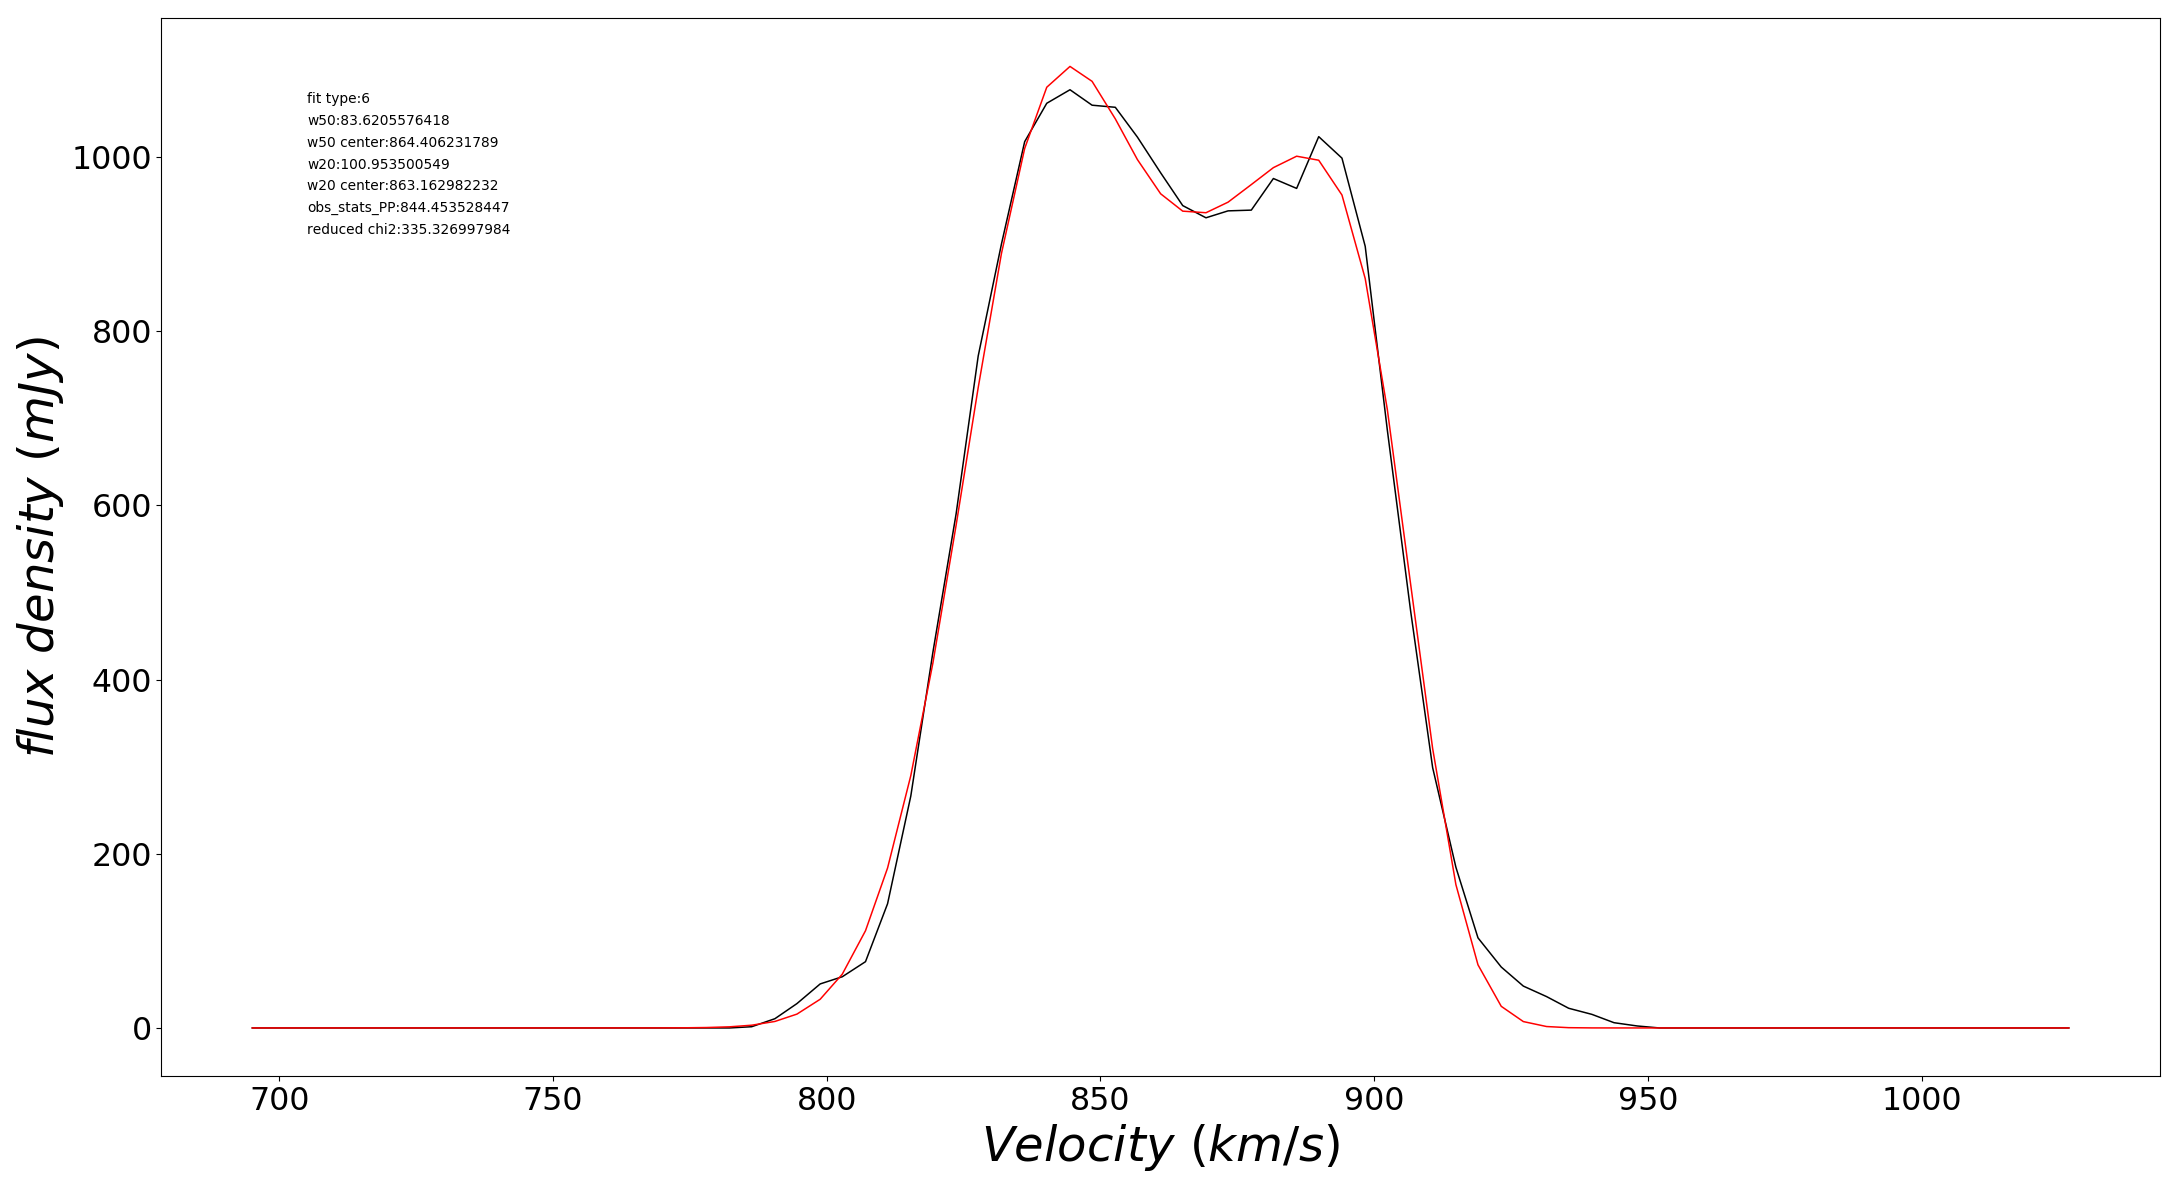 fit type:6
w50:83.6205576418
w50 center:864.406231789
w20:100.953500549
w20 center:863.162982232
obs_stats_PP:844.453528447
reduced chi2:335.326997984
1000
800
600
400
200
0
flux density (mJy)
700 750 800 850 900 950 1000
Velocity (km/s)